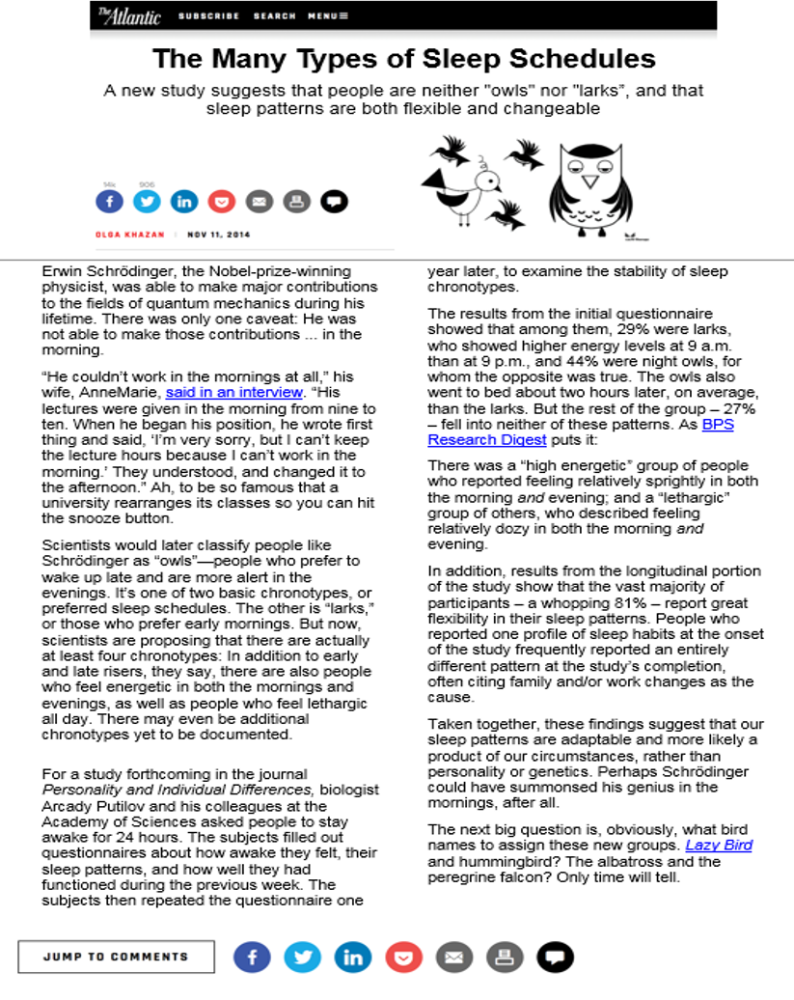 The Atlantic SUBSCRIBE SEARCH MENU
The Many Types of Sleep Schedules
A new study suggests that people are neither "owls" nor "larks", and that
sleep patterns are both flexible and changeable
14k 906
OLGA KHAZAN | NOV 11, 2014
Erwin Schrödinger, the Nobel-prize-winning
physicist, was able to make major contributions
to the fields of quantum mechanics during his
lifetime. There was only one caveat: He was
not able to make those contributions ... in the
morning.
“He couldn’t work in the mornings at all,” his
wife, AnneMarie, said in an interview. “His
lectures were given in the morning from nine to
ten. When he began his position, he wrote first
thing and said, ‘I’m very sorry, but I can’t keep
the lecture hours because I can’t work in the
morning.’ They understood, and changed it to
the afternoon.” Ah, to be so famous that a
university rearranges its classes so you can hit
the snooze button.
Scientists would later classify people like
Schrödinger as “owls”—people who prefer to
wake up late and are more alert in the
evenings. It’s one of two basic chronotypes, or
preferred sleep schedules. The other is “larks,”
or those who prefer early mornings. But now,
scientists are proposing that there are actually
at least four chronotypes: In addition to early
and late risers, they say, there are also people
who feel energetic in both the mornings and
evenings, as well as people who feel lethargic
all day. There may even be additional
chronotypes yet to be documented.
For a study forthcoming in the journal
Personality and Individual Differences, biologist
Arcady Putilov and his colleagues at the
Academy of Sciences asked people to stay
awake for 24 hours. The subjects filled out
questionnaires about how awake they felt, their
sleep patterns, and how well they had
functioned during the previous week. The
subjects then repeated the questionnaire one
year later, to examine the stability of sleep
chronotypes.
The results from the initial questionnaire
showed that among them, 29% were larks,
who showed higher energy levels at 9 a.m.
than at 9 p.m., and 44% were night owls, for
whom the opposite was true. The owls also
went to bed about two hours later, on average,
than the larks. But the rest of the group – 27%
– fell into neither of these patterns. As BPS
Research Digest puts it:
There was a “high energetic” group of people
who reported feeling relatively sprightly in both
the morning and evening; and a “lethargic”
group of others, who described feeling
relatively dozy in both the morning and
evening.
In addition, results from the longitudinal portion
of the study show that the vast majority of
participants – a whopping 81% – report great
flexibility in their sleep patterns. People who
reported one profile of sleep habits at the onset
of the study frequently reported an entirely
different pattern at the study’s completion,
often citing family and/or work changes as the
cause.
Taken together, these findings suggest that our
sleep patterns are adaptable and more likely a
product of our circumstances, rather than
personality or genetics. Perhaps Schrödinger
could have summonsed his genius in the
mornings, after all.
The next big question is, obviously, what bird
names to assign these new groups. Lazy Bird
and hummingbird? The albatross and the
peregrine falcon? Only time will tell.
JUMP TO COMMENTS